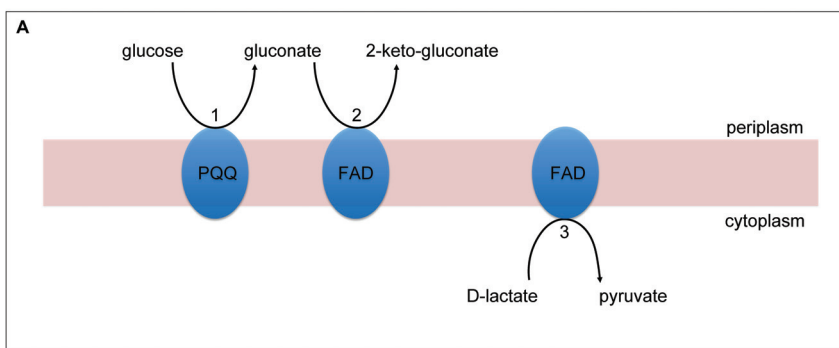 A
glucose gluconate 2-keto-gluconate
1 2
periplasm
PQQ FAD FAD
cytoplasm
3
D-lactate pyruvate